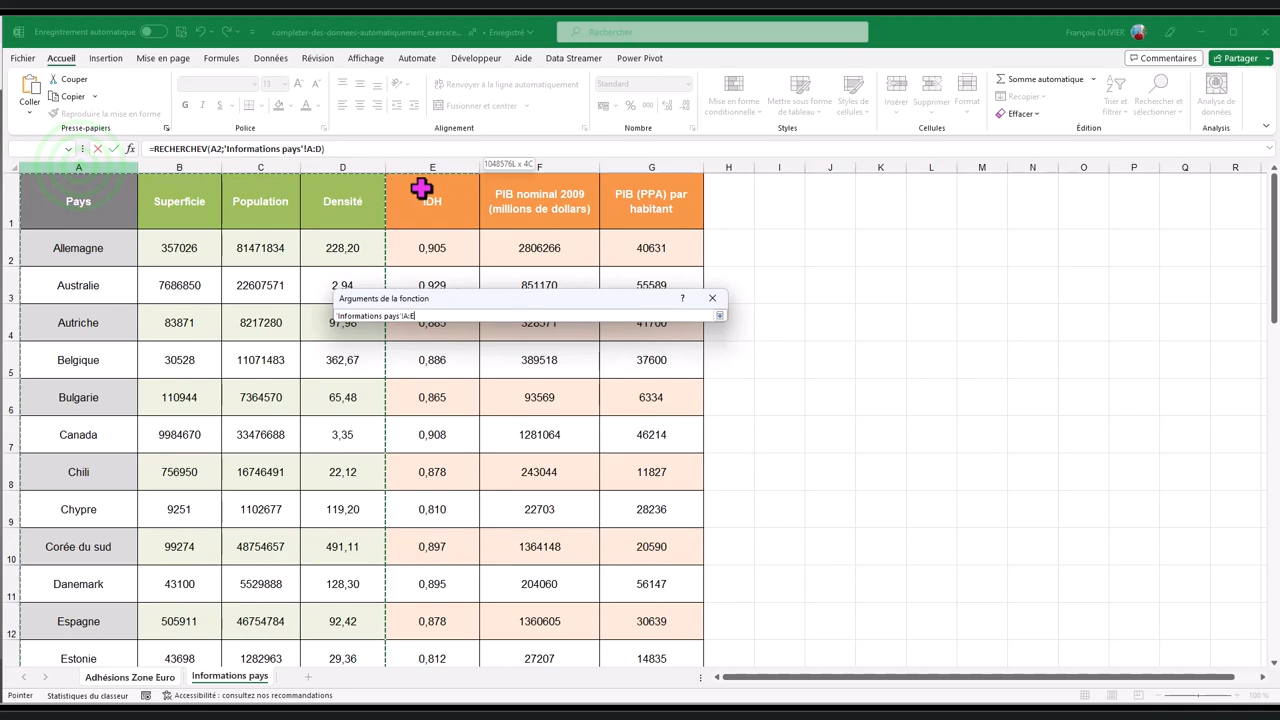 Enregistrement automatique
completer-des-donnees-automatiquement_exercice... • Enregistré
Rechercher
François OLIVIER
Fichier Accueil Insertion Mise en page Formules Données Révision Affichage Automate Développeur Aide Data Streamer Power Pivot
Commentaires
Partager
Coller
Couper
Copier
Reproduire la mise en forme
Presse-papiers
13
G I S
Police
Renvoyer à la ligne automatiquement
Fusionner et centrer
Alignement
Standard
Nombre
Mise en forme conditionnelle
Mettre sous forme de tableau
Styles de cellules
Styles
Insérer Supprimer Format
Cellules
Somme automatique
Recopier
Effacer
Trier et filtrer
Rechercher et sélectionner
Édition
Analyse de données
Analyse
=RECHERCHEV(A2;'Informations pays'!A:D)
1048576L x 4C
A B C D E F G H I J K L M N O P Q R
1 Pays Superficie Population Densité IDH PIB nominal 2009 (millions de dollars) PIB (PPA) par habitant
2 Allemagne 357026 81471834 228,20 0,905 2806266 40631
3 Australie 7686850 22607571 2,94 0,929 851170 55589
Arguments de la fonction ?
'Informations pays'!A:E
4 Autriche 83871 8217280 97,98 0,885 328571 41700
5 Belgique 30528 11071483 362,67 0,886 389518 37600
6 Bulgarie 110944 7364570 65,48 0,865 93569 6334
7 Canada 9984670 33476688 3,35 0,908 1281064 46214
8 Chili 756950 16746491 22,12 0,878 243044 11827
9 Chypre 9251 1102677 119,20 0,810 22703 28236
10 Corée du sud 99274 48754657 491,11 0,897 1364148 20590
11 Danemark 43100 5529888 128,30 0,895 204060 56147
12 Espagne 505911 46754784 92,42 0,878 1360605 30639
Estonie 43698 1282963 29,36 0,812 27207 14835
Adhésions Zone Euro Informations pays
Pointer Statistiques du classeur Accessibilité : consultez nos recommandations
100 %